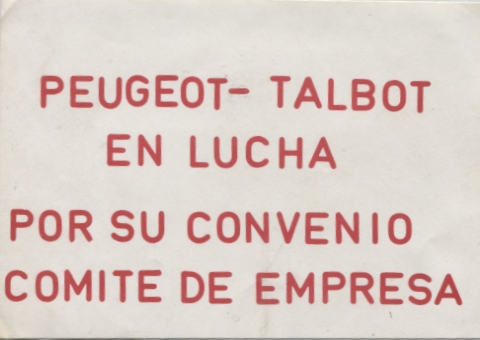 PEUGEOT- TALBOT
EN LUCHA
POR SU CONVENIO
COMITE DE EMPRESA